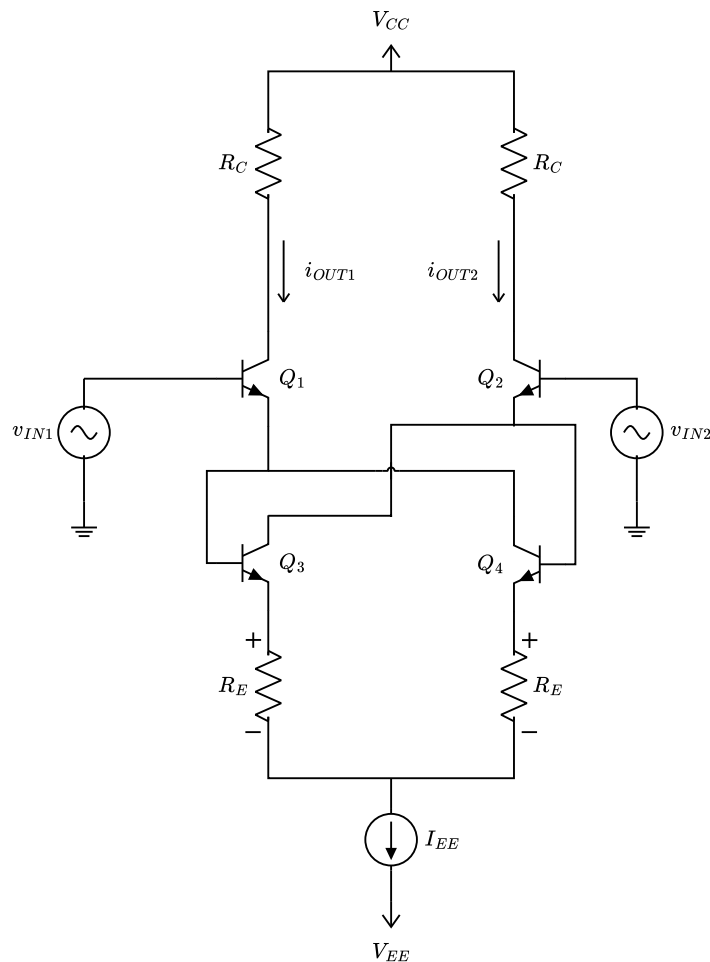 V_CC
R_C R_C
i_OUT1 i_OUT2
Q_1 Q_2
v_IN1 v_IN2
Q_3 Q_4
+ +
R_E R_E
− −
I_EE
V_EE